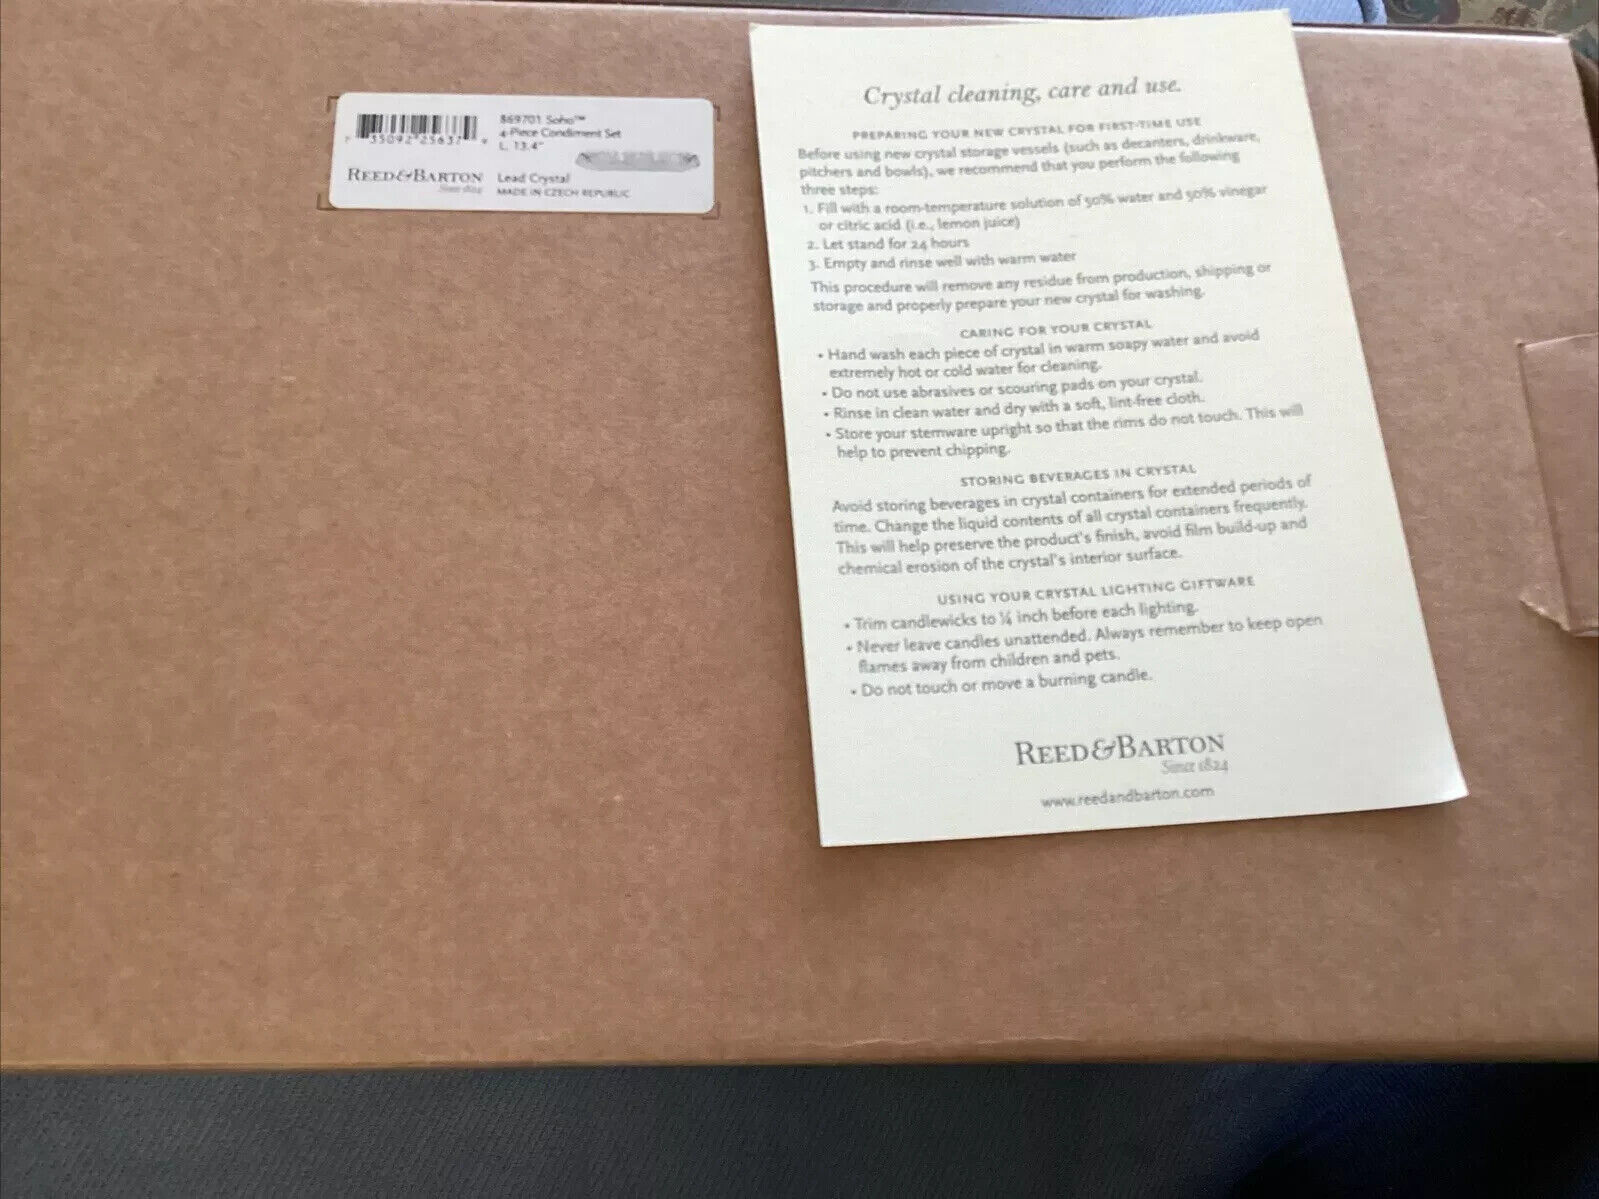 869701 Soho™
4-Piece Condiment Set
L. 13.4"
7 35092 25637 9
REED&BARTON
Since 1824
Lead Crystal
MADE IN CZECH REPUBLIC
Crystal cleaning, care and use.
PREPARING YOUR NEW CRYSTAL FOR FIRST-TIME USE
Before using new crystal storage vessels (such as decanters, drinkware,
pitchers and bowls), we recommend that you perform the following
three steps:
1. Fill with a room-temperature solution of 50% water and 50% vinegar
or citric acid (i.e., lemon juice)
2. Let stand for 24 hours
3. Empty and rinse well with warm water
This procedure will remove any residue from production, shipping or
storage and properly prepare your new crystal for washing.
CARING FOR YOUR CRYSTAL
• Hand wash each piece of crystal in warm soapy water and avoid
extremely hot or cold water for cleaning.
• Do not use abrasives or scouring pads on your crystal.
• Rinse in clean water and dry with a soft, lint-free cloth.
• Store your stemware upright so that the rims do not touch. This will
help to prevent chipping.
STORING BEVERAGES IN CRYSTAL
Avoid storing beverages in crystal containers for extended periods of
time. Change the liquid contents of all crystal containers frequently.
This will help preserve the product's finish, avoid film build-up and
chemical erosion of the crystal's interior surface.
USING YOUR CRYSTAL LIGHTING GIFTWARE
• Trim candlewicks to ¼ inch before each lighting.
• Never leave candles unattended. Always remember to keep open
flames away from children and pets.
• Do not touch or move a burning candle.
REED&BARTON
Since 1824
www.reedandbarton.com